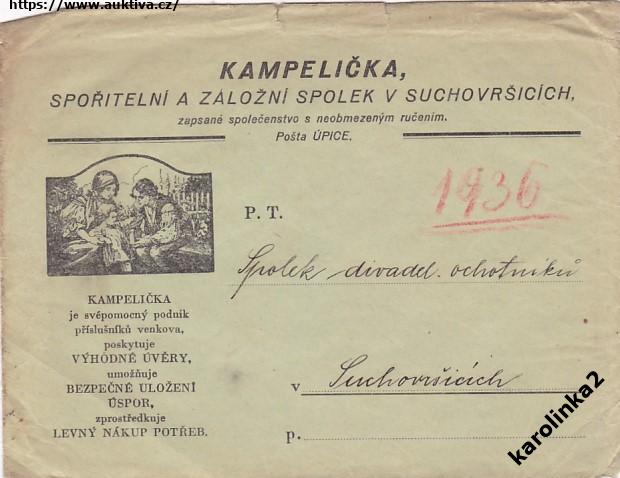 https://www.auktiva.cz/
KAMPELIČKA,
SPOŘITELNÍ A ZÁLOŽNÍ SPOLEK V SUCHOVRŠICÍCH,
zapsané společenstvo s neobmezeným ručením.
Pošta ÚPICE.
1936
P. T.
Spolek divadel. ochotníků
KAMPELIČKA
je svépomocný podnik
příslušníků venkova,
poskytuje
VÝHODNÉ ÚVĚRY,
umožňuje
BEZPEČNÉ ULOŽENÍ
ÚSPOR,
zprostředkuje
LEVNÝ NÁKUP POTŘEB.
v Suchovršicích
p.
karolinka2